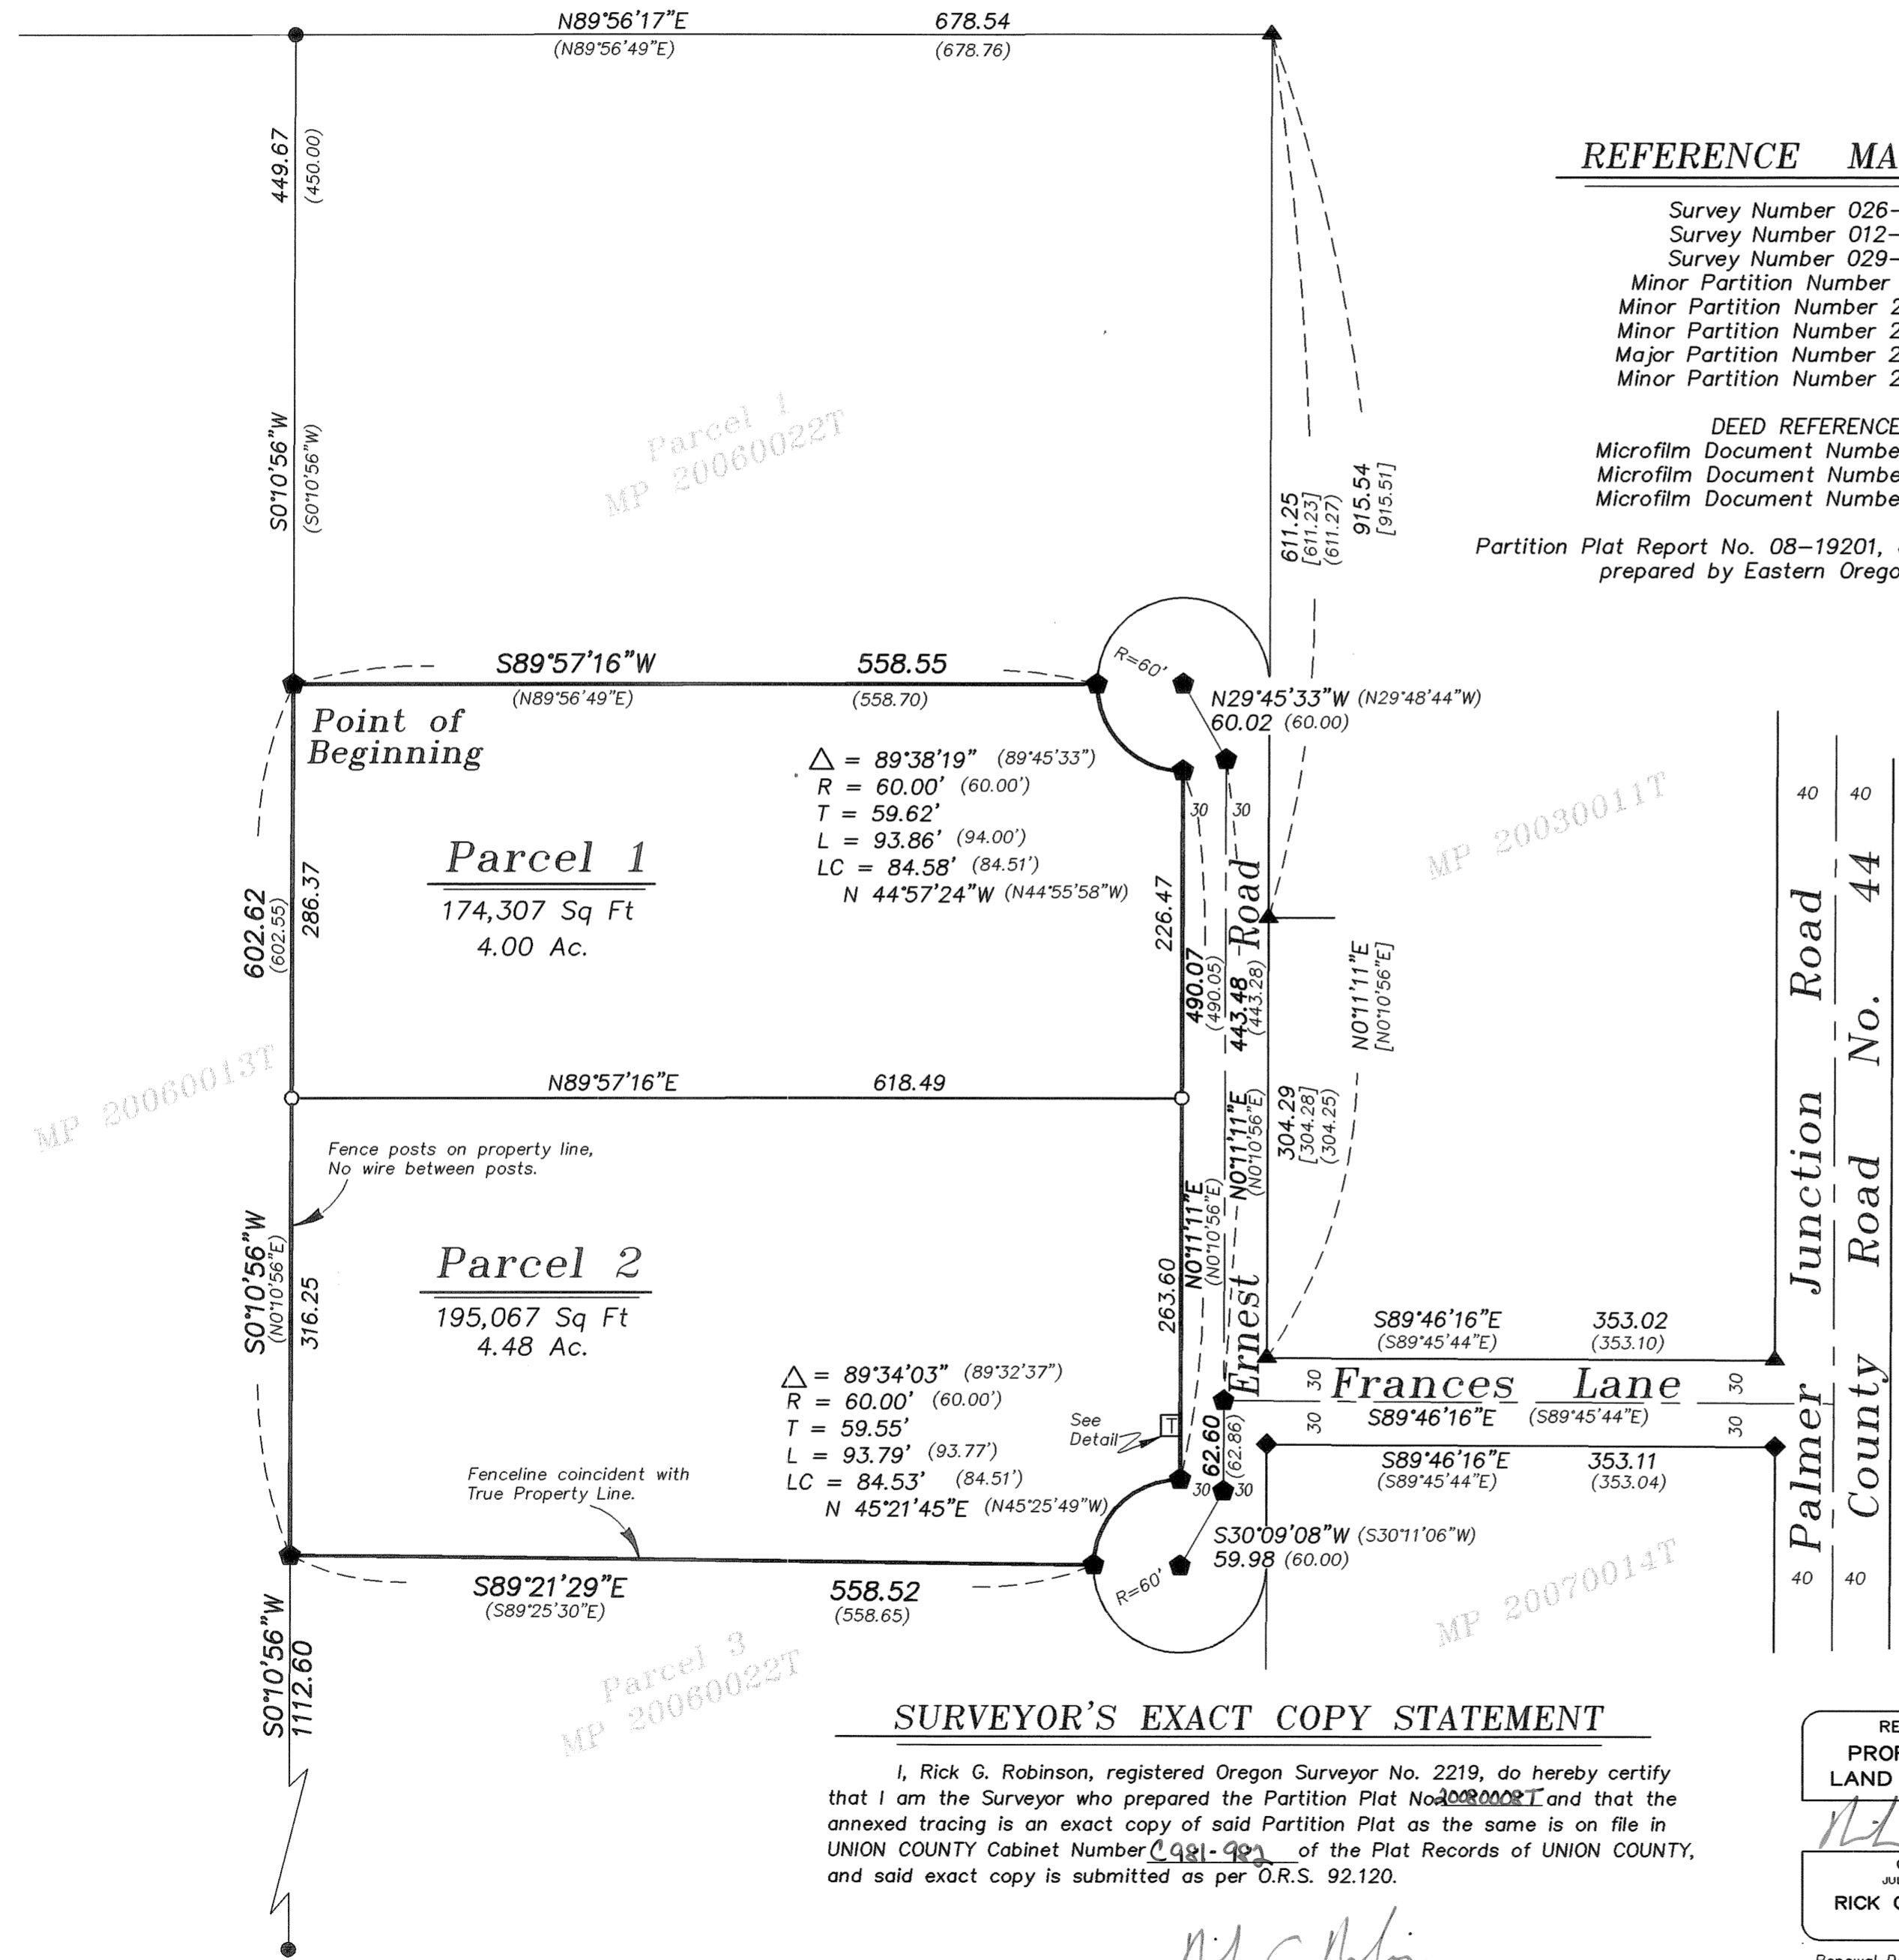 N89°56'17"E 678.54
(N89°56'49"E) (678.76)
449.67
(450.00)
S0°10'56"W
(S0°10'56"W)
Parcel 1
MP 20060022T
611.25
[611.23]
(611.27)
915.54
[915.51]
REFERENCE MA
Survey Number 026-
Survey Number 012-
Survey Number 029-
Minor Partition Number
Minor Partition Number 2
Minor Partition Number 2
Major Partition Number 2
Minor Partition Number 2
DEED REFERENCE
Microfilm Document Numbe
Microfilm Document Numbe
Microfilm Document Numbe
Partition Plat Report No. 08-19201,
prepared by Eastern Orego
S89°57'16"W 558.55
(N89°56'49"E) (558.70)
R=60'
N29°45'33"W (N29°48'44"W)
60.02 (60.00)
Point of
Beginning
△ = 89°38'19" (89°45'33")
R = 60.00' (60.00')
T = 59.62'
L = 93.86' (94.00')
LC = 84.58' (84.51')
N 44°57'24"W (N44°55'58"W)
30 30
Parcel 1
174,307 Sq Ft
4.00 Ac.
602.62
(602.55)
286.37
226.47
490.07
(490.05)
443.48
(443.28)
Ernest Road
N0°11'11"E
[N0°10'56"E]
MP 20030011T
40 40
Palmer Junction Road
County Road No. 44
MP 20060013T
N89°57'16"E 618.49
Fence posts on property line,
No wire between posts.
N0°11'11"E
(N0°10'56"E)
304.29
[304.28]
(304.25)
N0°11'11"E
(N0°10'56"E)
S0°10'56"W
(N0°10'56"E)
316.25
263.60
Parcel 2
195,067 Sq Ft
4.48 Ac.
△ = 89°34'03" (89°32'37")
R = 60.00' (60.00')
T = 59.55'
L = 93.79' (93.77')
LC = 84.53' (84.51')
N 45°21'45"E (N45°25'49"W)
See
Detail
T
62.60
(62.86)
30 30
S89°46'16"E 353.02
(S89°45'44"E) (353.10)
30 Frances Lane 30
30 S89°46'16"E (S89°45'44"E) 30
S89°46'16"E 353.11
(S89°45'44"E) (353.04)
Fenceline coincident with
True Property Line.
S30°09'08"W (S30°11'06"W)
59.98 (60.00)
R=60'
S89°21'29"E 558.52
(S89°25'30"E) (558.65)
40 40
MP 20070014T
S0°10'56"W
1112.60
Parcel 3
MP 20060022T
SURVEYOR'S EXACT COPY STATEMENT
I, Rick G. Robinson, registered Oregon Surveyor No. 2219, do hereby certify
that I am the Surveyor who prepared the Partition Plat No 20080008T and that the
annexed tracing is an exact copy of said Partition Plat as the same is on file in
UNION COUNTY Cabinet Number C981-982 of the Plat Records of UNION COUNTY,
and said exact copy is submitted as per O.R.S. 92.120.
RE
PROF
LAND
JUL
RICK G